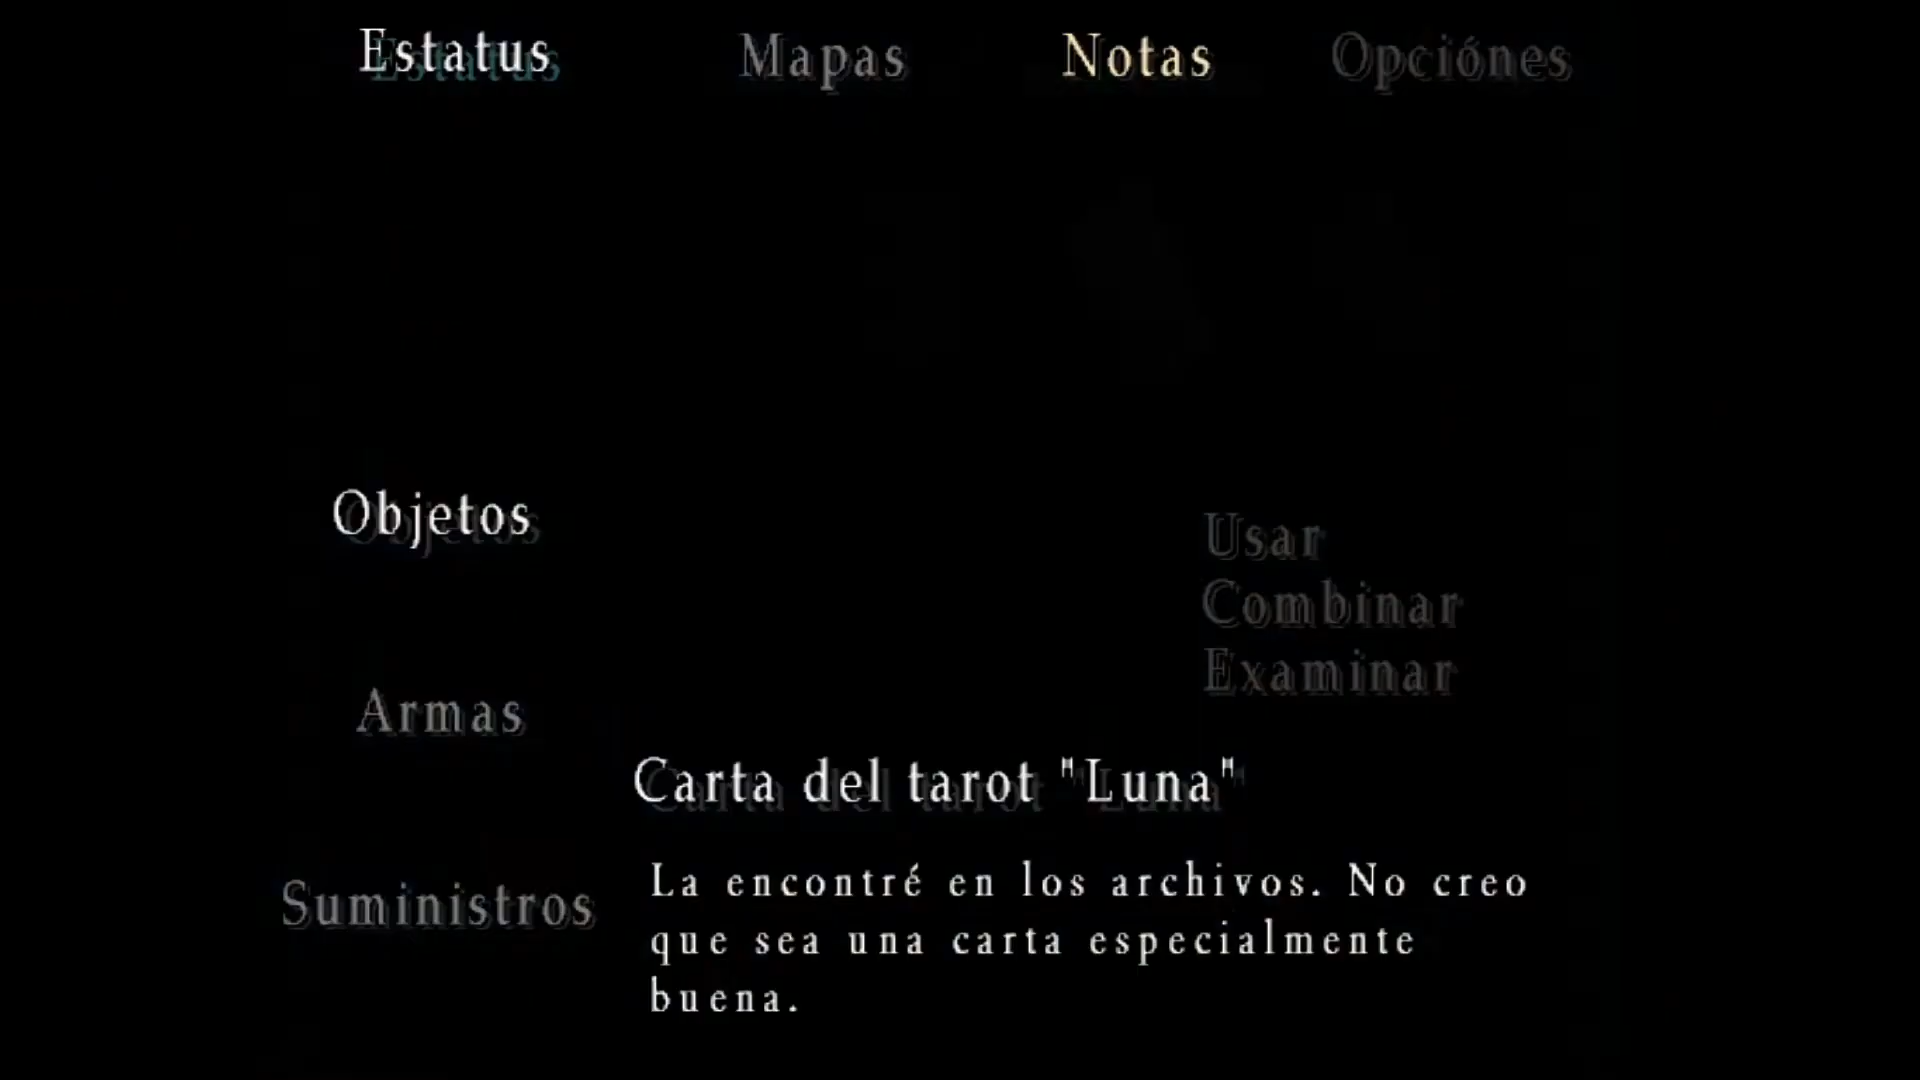 Estatus Mapas Notas Opciónes
Objetos
Usar
Combinar
Examinar
Armas
Carta del tarot "Luna"
Suministros
La encontré en los archivos. No creo
que sea una carta especialmente
buena.